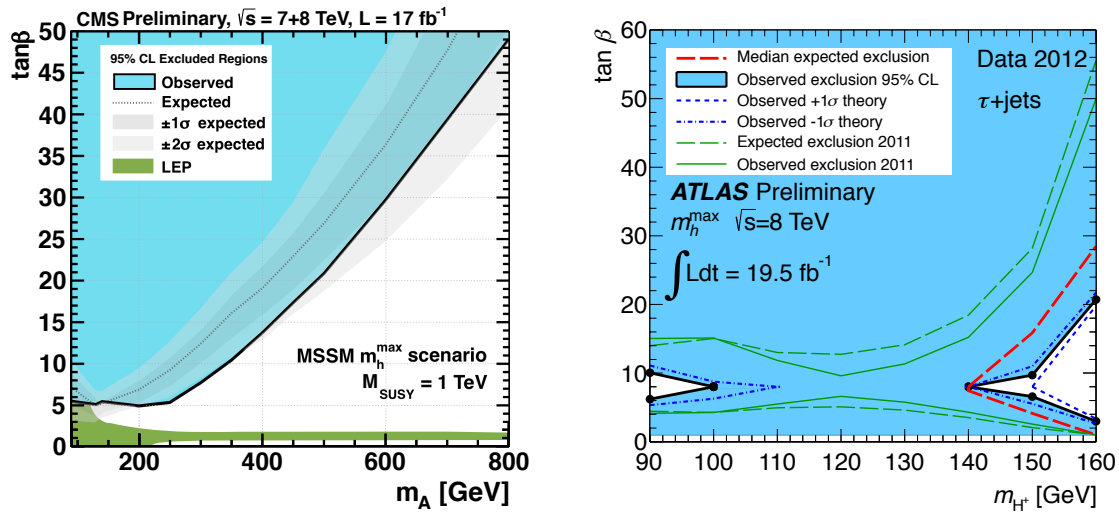 CMS Preliminary, √s = 7+8 TeV, L = 17 fb⁻¹
tanβ
50
45
40
35
30
25
20
15
10
5
0
95% CL Excluded Regions
Observed
Expected
±1σ expected
±2σ expected
LEP
MSSM m_h^max scenario
M_SUSY = 1 TeV
200 300 400 500 600 700 800
m_A [GeV]
tan β
60
50
40
30
20
10
0
Median expected exclusion
Observed exclusion 95% CL
Observed +1σ theory
Observed -1σ theory
Expected exclusion 2011
Observed exclusion 2011
Data 2012
τ+jets
ATLAS Preliminary
m_h^max √s=8 TeV
∫Ldt = 19.5 fb⁻¹
90 100 110 120 130 140 150 160
m_H⁺ [GeV]